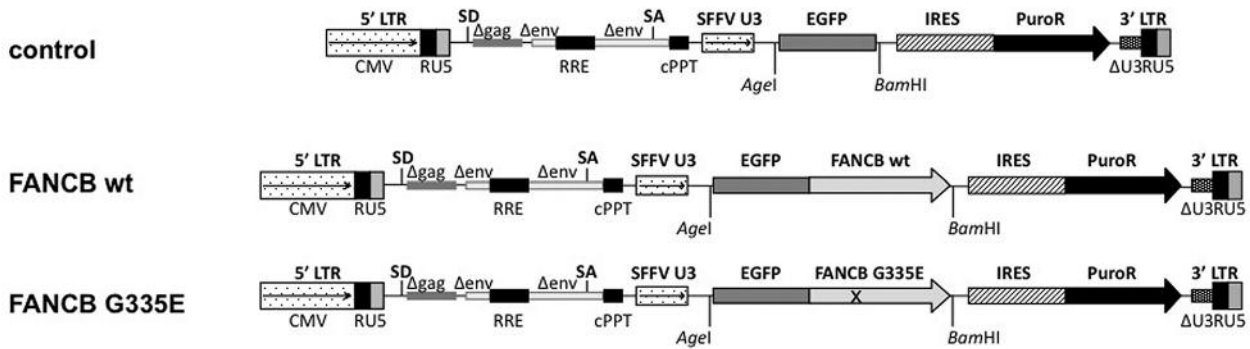 5’ LTR SD Δgag Δenv Δenv SA SFFV U3 EGFP IRES PuroR 3’ LTR
control
CMV RU5 RRE cPPT ΔU3RU5
AgeI BamHI
5’ LTR SD Δgag Δenv Δenv SA SFFV U3 EGFP FANCB wt IRES PuroR 3’ LTR
FANCB wt
CMV RU5 RRE cPPT ΔU3RU5
AgeI BamHI
5’ LTR SD Δgag Δenv Δenv SA SFFV U3 EGFP FANCB G335E IRES PuroR 3’ LTR
FANCB G335E
X
CMV RU5 RRE cPPT ΔU3RU5
AgeI BamHI